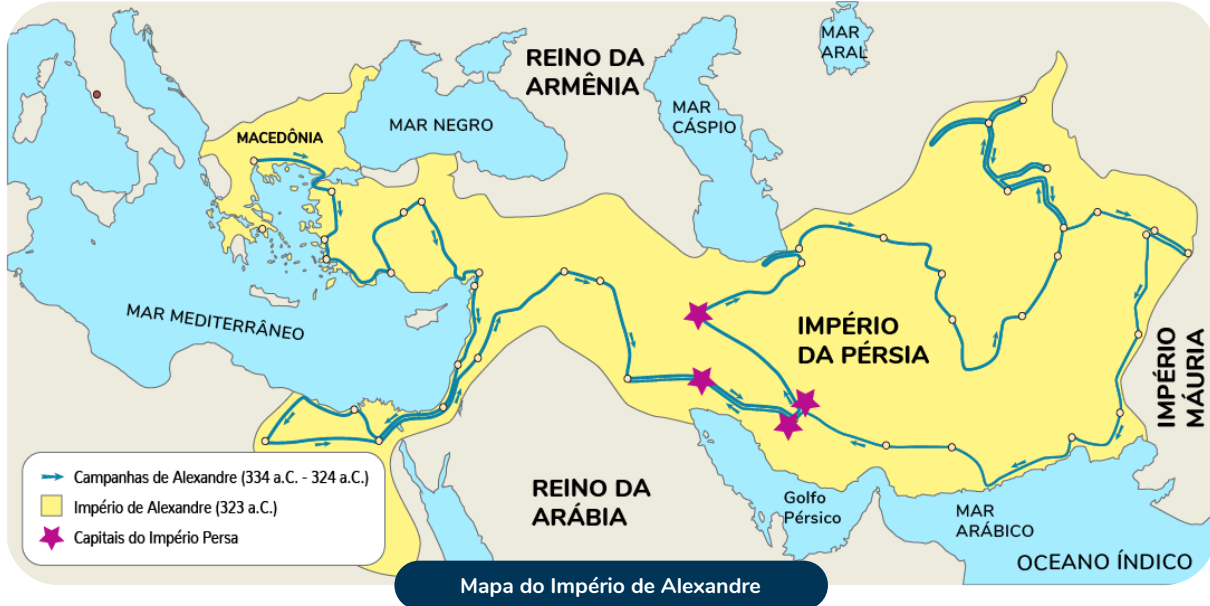 MAR
ARAL
REINO DA
ARMÊNIA
MAR
CÁSPIO
MAR NEGRO
MACEDÔNIA
MAR MEDITERRÂNEO
IMPÉRIO
DA PÉRSIA
IMPÉRIO
MÁURIA
REINO DA
ARÁBIA
Golfo
Pérsico
MAR
ARÁBICO
OCEANO ÍNDICO
Campanhas de Alexandre (334 a.C. - 324 a.C.)
Império de Alexandre (323 a.C.)
Capitais do Império Persa
Mapa do Império de Alexandre